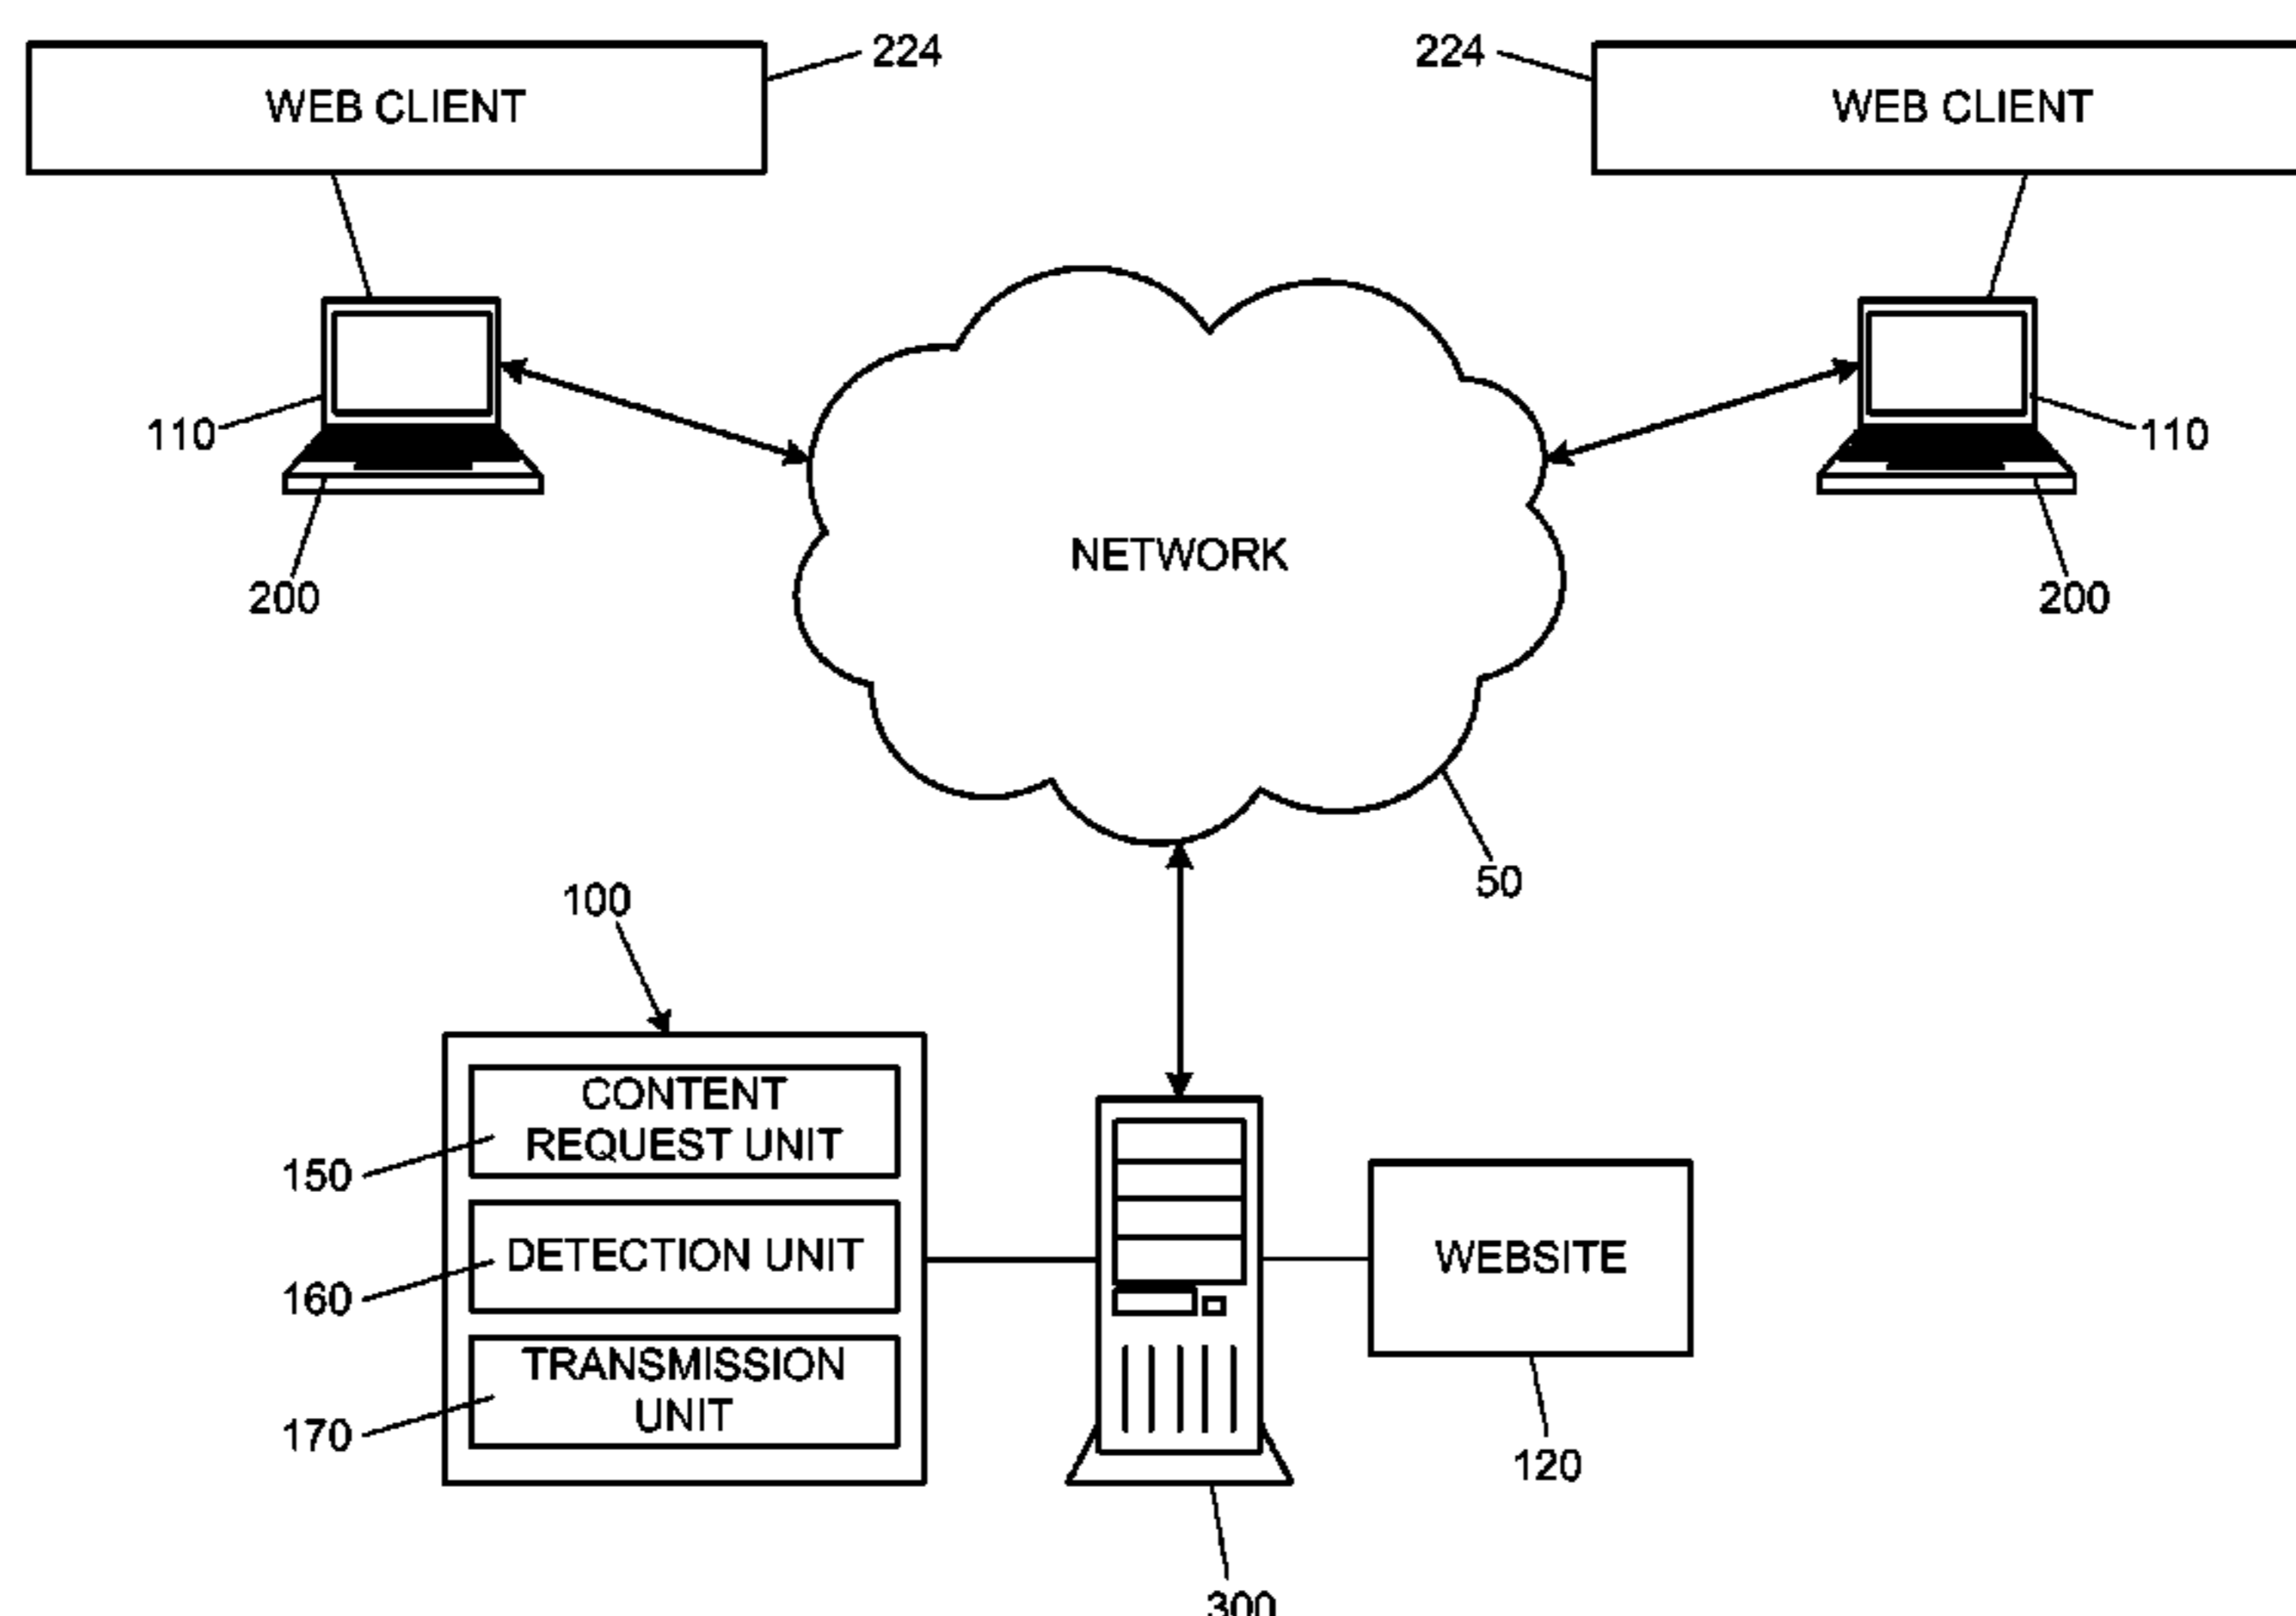 224
224
WEB CLIENT
WEB CLIENT
110
110
NETWORK
200
200
50
100
CONTENT
REQUEST UNIT
150
DETECTION UNIT
WEBSITE
160
TRANSMISSION
UNIT
170
120
300